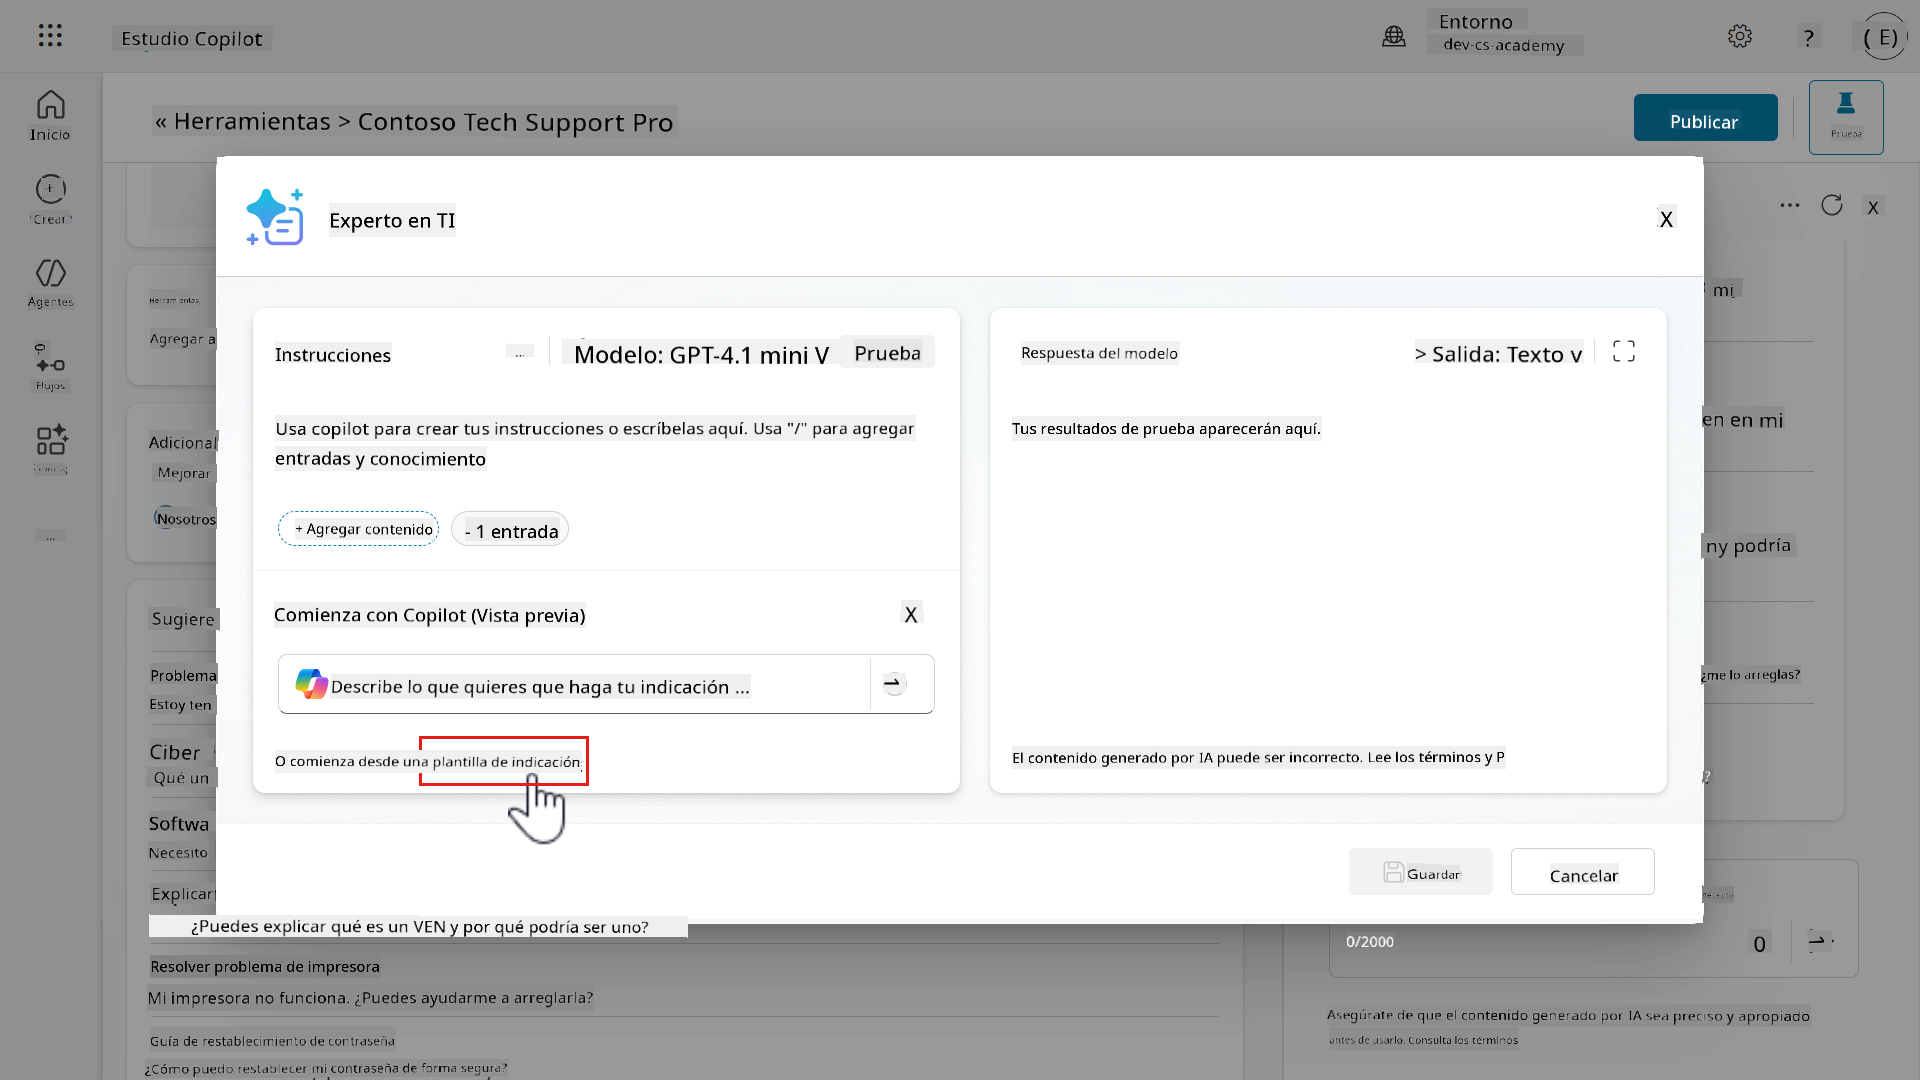 Estudio Copilot
Entorno
dev-cs-academy
?
( E)
Inicio
Crear
Agentes
Flujos
...
« Herramientas > Contoso Tech Support Pro
Publicar
Prueba
Experto en TI
X
... X
Herramientas
Agregar a
Adicional
Mejorar
Nosotros
Sugiere
Problema
Estoy ten
Ciber
Qué un
Softwa
Necesito
Explicar
Instrucciones
...
Modelo: GPT-4.1 mini V
Prueba
Usa copilot para crear tus instrucciones o escríbelas aquí. Usa "/" para agregar
entradas y conocimiento
+ Agregar contenido
- 1 entrada
Comienza con Copilot (Vista previa)
X
Describe lo que quieres que haga tu indicación ...
O comienza desde una plantilla de indicación.
Respuesta del modelo
> Salida: Texto v
Tus resultados de prueba aparecerán aquí.
El contenido generado por IA puede ser incorrecto. Lee los términos y P
Guardar
Cancelar
mi
en en mi
ny podría
¿me lo arreglas?
?
¿Puedes explicar qué es un VEN y por qué podría ser uno?
Resolver problema de impresora
Mi impresora no funciona. ¿Puedes ayudarme a arreglarla?
Guía de restablecimiento de contraseña
¿Cómo puedo restablecer mi contraseña de forma segura?
0/2000
0
Asegúrate de que el contenido generado por IA sea preciso y apropiado
antes de usarlo. Consulta los términos